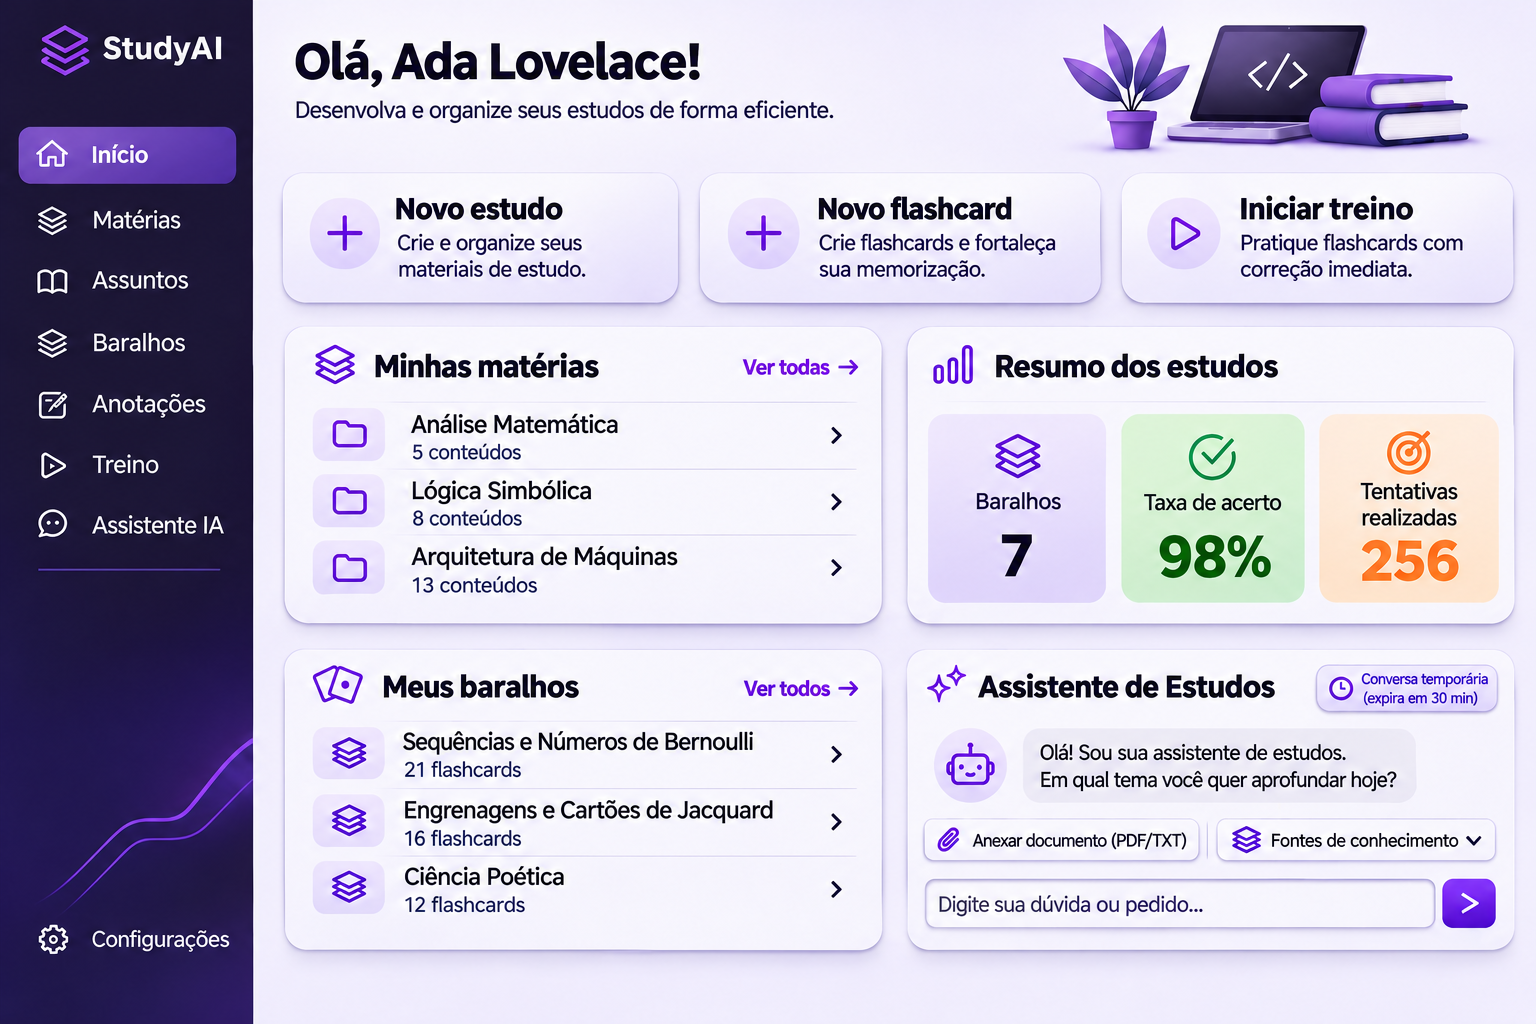 StudyAI
Início
Matérias
Assuntos
Baralhos
Anotações
Treino
Assistente IA
Configurações
Olá, Ada Lovelace!
Desenvolva e organize seus estudos de forma eficiente.
</>
Novo estudo
Crie e organize seus
materiais de estudo.
Novo flashcard
Crie flashcards e fortaleça
sua memorização.
Iniciar treino
Pratique flashcards com
correção imediata.
Minhas matérias
Ver todas →
Análise Matemática
5 conteúdos
Lógica Simbólica
8 conteúdos
Arquitetura de Máquinas
13 conteúdos
Resumo dos estudos
Baralhos
7
Taxa de acerto
98%
Tentativas
realizadas
256
Meus baralhos
Ver todos →
Sequências e Números de Bernoulli
21 flashcards
Engrenagens e Cartões de Jacquard
16 flashcards
Ciência Poética
12 flashcards
Assistente de Estudos
Conversa temporária
(expira em 30 min)
Olá! Sou sua assistente de estudos.
Em qual tema você quer aprofundar hoje?
Anexar documento (PDF/TXT)
Fontes de conhecimento
Digite sua dúvida ou pedido...